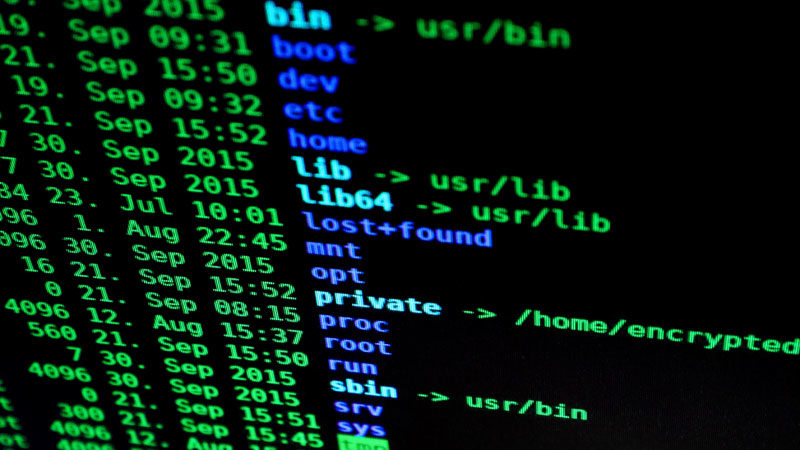 Sep 2015 bin -> usr/bin
19. Sep 09:31 boot
21. Sep 15:50 dev
19. Sep 09:32 etc
21. Sep 15:52 home
7 30. Sep 2015 lib -> usr/lib
7 30. Sep 2015 lib64 -> usr/lib
84 23. Jul 10:01 lost+found
096 1. Aug 22:45 mnt
096 30. Sep 2015 opt
16 21. Sep 15:52 private -> /home/encrypted
0 21. Sep 08:15 proc
4096 12. Aug 15:37 root
560 21. Sep 15:50 run
7 30. Sep 2015 sbin -> usr/bin
4096 30. Sep 2015 srv
0 21. Sep 15:51 sys
300 21. Sep 15:45 tmp
4096 12. Aug